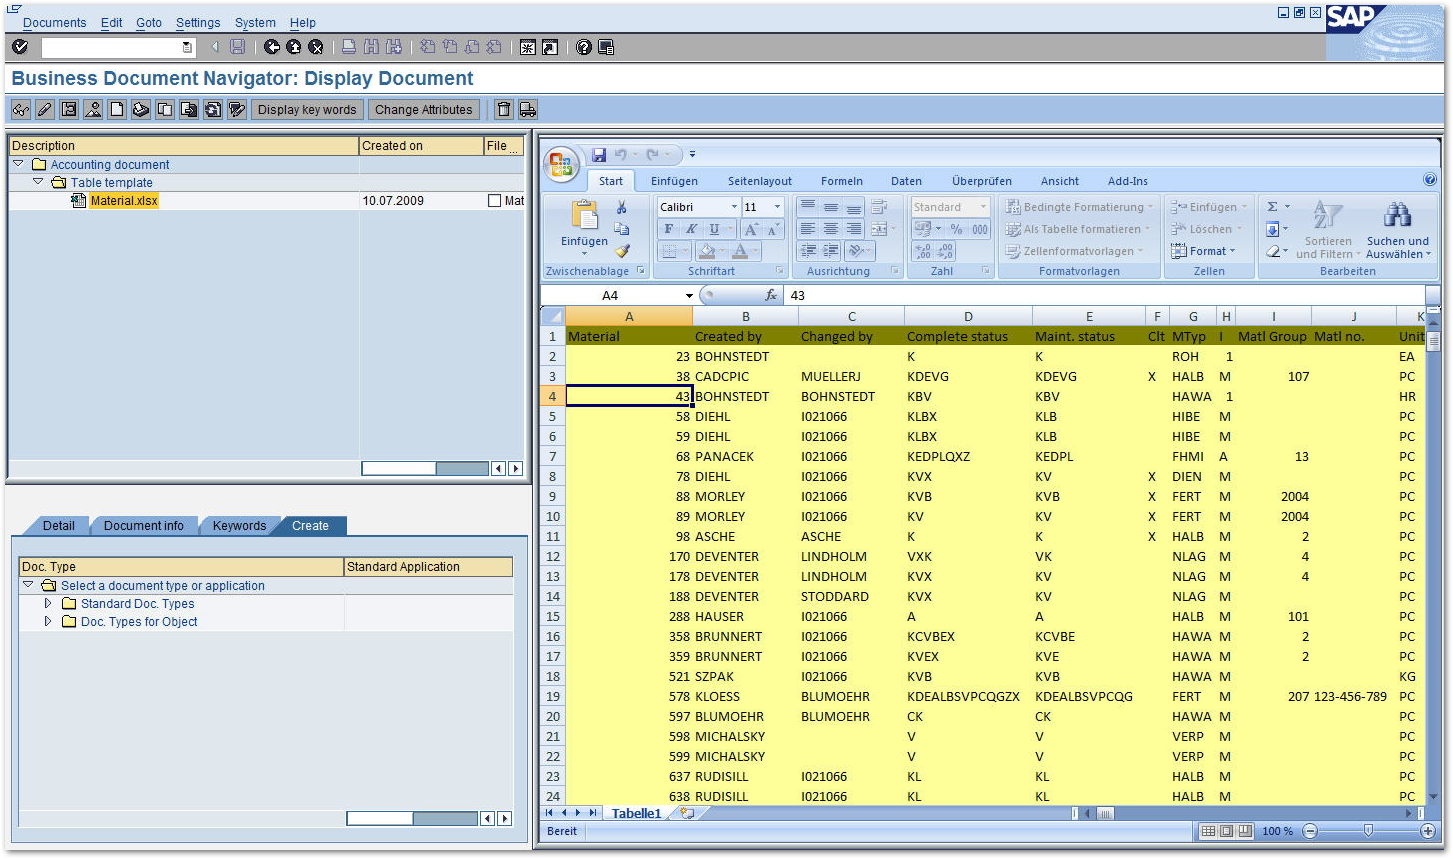 Documents Edit Goto Settings System Help
SAP
Business Document Navigator: Display Document
Display key words Change Attributes
Description Created on File ...
Accounting document
Table template
Material.xlsx 10.07.2009 Mat
Detail Document info Keywords Create
Doc. Type Standard Application
Select a document type or application
Standard Doc. Types
Doc. Types for Object
Start Einfügen Seitenlayout Formeln Daten Überprüfen Ansicht Add-Ins
Calibri 11 Standard Bedingte Formatierung Einfügen Σ
F K U A A % 000 Als Tabelle formatieren Löschen
Einfügen Sortieren und Filtern Suchen und Auswählen
A ,00 Zellenformatvorlagen Format
Zwischenablage Schriftart Ausrichtung Zahl Formatvorlagen Zellen Bearbeiten
A4 fx 43
A B C D E F G H I J K
1 Material Created by Changed by Complete status Maint. status Clt MTyp I Matl Group Matl no. Unit
2 23 BOHNSTEDT K K ROH 1 EA
3 38 CADCPIC MUELLERJ KDEVG KDEVG X HALB M 107 PC
4 43 BOHNSTEDT BOHNSTEDT KBV KBV HAWA 1 HR
5 58 DIEHL I021066 KLBX KLB HIBE M PC
6 59 DIEHL I021066 KLBX KLB HIBE M PC
7 68 PANACEK I021066 KEDPLQXZ KEDPL FHMI A 13 PC
8 78 DIEHL I021066 KVX KV X DIEN M PC
9 88 MORLEY I021066 KVB KVB X FERT M 2004 PC
10 89 MORLEY I021066 KV KV X FERT M 2004 PC
11 98 ASCHE ASCHE K K X HALB M 2 PC
12 170 DEVENTER LINDHOLM VXK VK NLAG M 4 PC
13 178 DEVENTER LINDHOLM KVX KV NLAG M 4 PC
14 188 DEVENTER STODDARD KVX KV NLAG M PC
15 288 HAUSER I021066 A A HALB M 101 PC
16 358 BRUNNERT I021066 KCVBEX KCVBE HAWA M 2 PC
17 359 BRUNNERT I021066 KVEX KVE HAWA M 2 PC
18 521 SZPAK I021066 KVB KVB HAWA M KG
19 578 KLOESS BLUMOEHR KDEALBSVPCQGZX KDEALBSVPCQG FERT M 207 123-456-789 PC
20 597 BLUMOEHR BLUMOEHR CK CK HAWA M PC
21 598 MICHALSKY V V VERP M PC
22 599 MICHALSKY V V VERP M PC
23 637 RUDISILL I021066 KL KL HALB M PC
24 638 RUDISILL I021066 KL KL HALB M PC
Tabelle1
Bereit 100 %